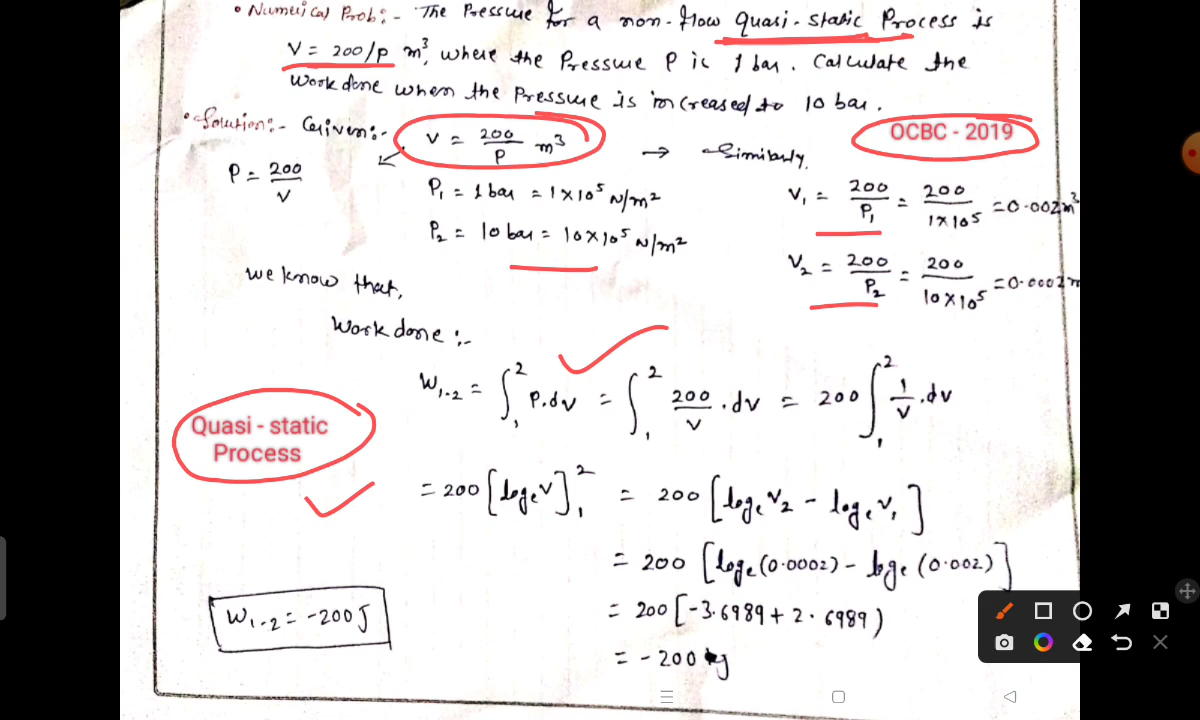 • Numerical Prob:- The Pressure for a non-flow quasi-static Process is
V = 200/p m³, where the Pressure P is 1 bar. Calculate the
Work done when the Pressure is increased to 10 bar.
• Solution:- Given:- V = 200/P m³ → Similarly,
OCBC - 2019
P = 200/V
P₁ = 1 bar = 1×10⁵ N/m²
P₂ = 10 bar = 10×10⁵ N/m²
V₁ = 200/P₁ = 200/1×10⁵ = 0.002m³
V₂ = 200/P₂ = 200/10×10⁵ = 0.0002m
we know that,
Work done :-
W₁-₂ = ∫₁² P.dv = ∫₁² 200/V .dv = 200 ∫₁² 1/V .dv
Quasi - static
Process
= 200 [logₑV]₁² = 200 [logₑV₂ - logₑV₁]
= 200 [logₑ(0.0002) - logₑ(0.002)]
= 200 [-3.6989 + 2.6989)
= -200
W₁-₂ = -200J